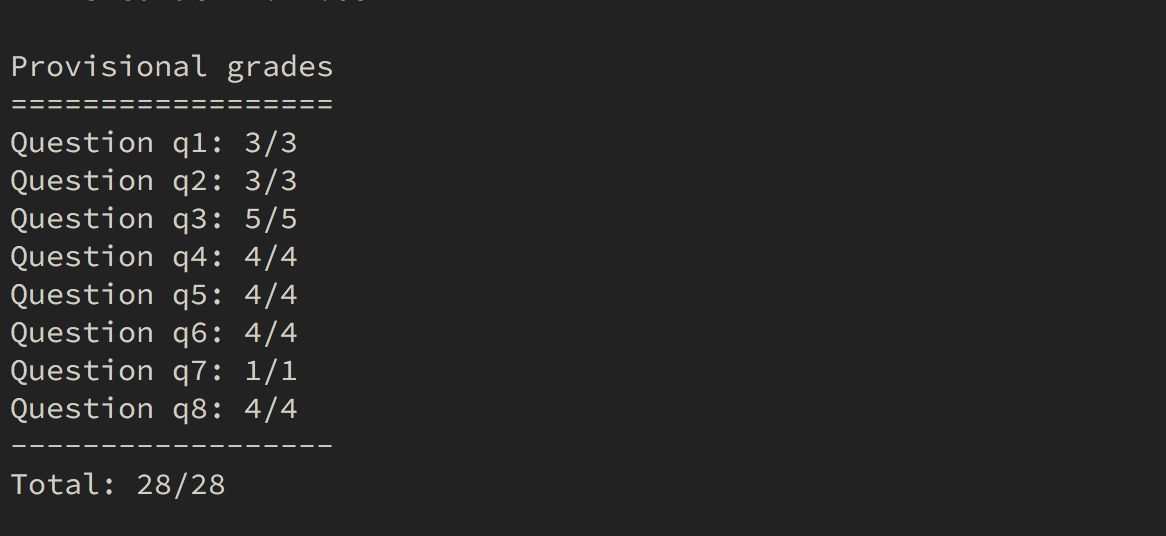 Provisional grades
==================
Question q1: 3/3
Question q2: 3/3
Question q3: 5/5
Question q4: 4/4
Question q5: 4/4
Question q6: 4/4
Question q7: 1/1
Question q8: 4/4
------------------
Total: 28/28